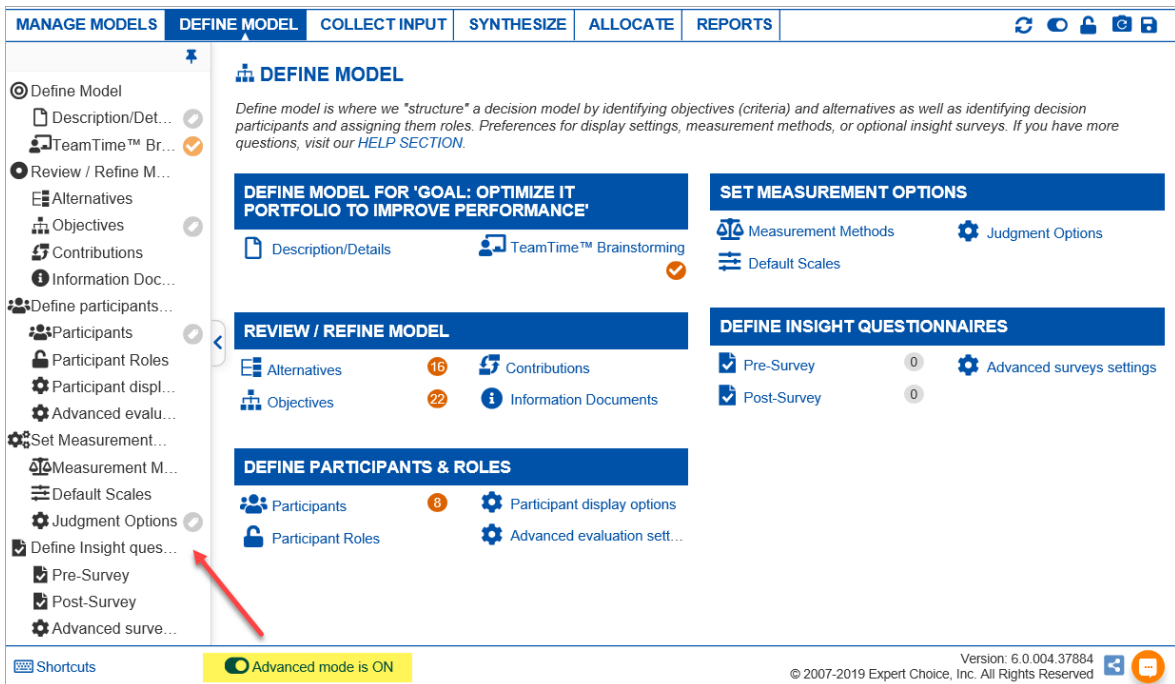 MANAGE MODELS
DEFINE MODEL
COLLECT INPUT
SYNTHESIZE
ALLOCATE
REPORTS
Define Model
Description/Det...
TeamTime™ Br...
Review / Refine M...
Alternatives
Objectives
Contributions
Information Doc...
Define participants...
Participants
Participant Roles
Participant displ...
Advanced evalu...
Set Measurement...
Measurement M...
Default Scales
Judgment Options
Define Insight ques...
Pre-Survey
Post-Survey
Advanced surve...
DEFINE MODEL
Define model is where we "structure" a decision model by identifying objectives (criteria) and alternatives as well as identifying decision
participants and assigning them roles. Preferences for display settings, measurement methods, or optional insight surveys. If you have more
questions, visit our HELP SECTION.
DEFINE MODEL FOR 'GOAL: OPTIMIZE IT
PORTFOLIO TO IMPROVE PERFORMANCE'
Description/Details
TeamTime™ Brainstorming
REVIEW / REFINE MODEL
Alternatives 16
Contributions
Objectives 22
Information Documents
DEFINE PARTICIPANTS & ROLES
Participants 8
Participant display options
Participant Roles
Advanced evaluation sett...
SET MEASUREMENT OPTIONS
Measurement Methods
Judgment Options
Default Scales
DEFINE INSIGHT QUESTIONNAIRES
Pre-Survey 0
Advanced surveys settings
Post-Survey 0
Shortcuts
Advanced mode is ON
Version: 6.0.004.37884
© 2007-2019 Expert Choice, Inc. All Rights Reserved